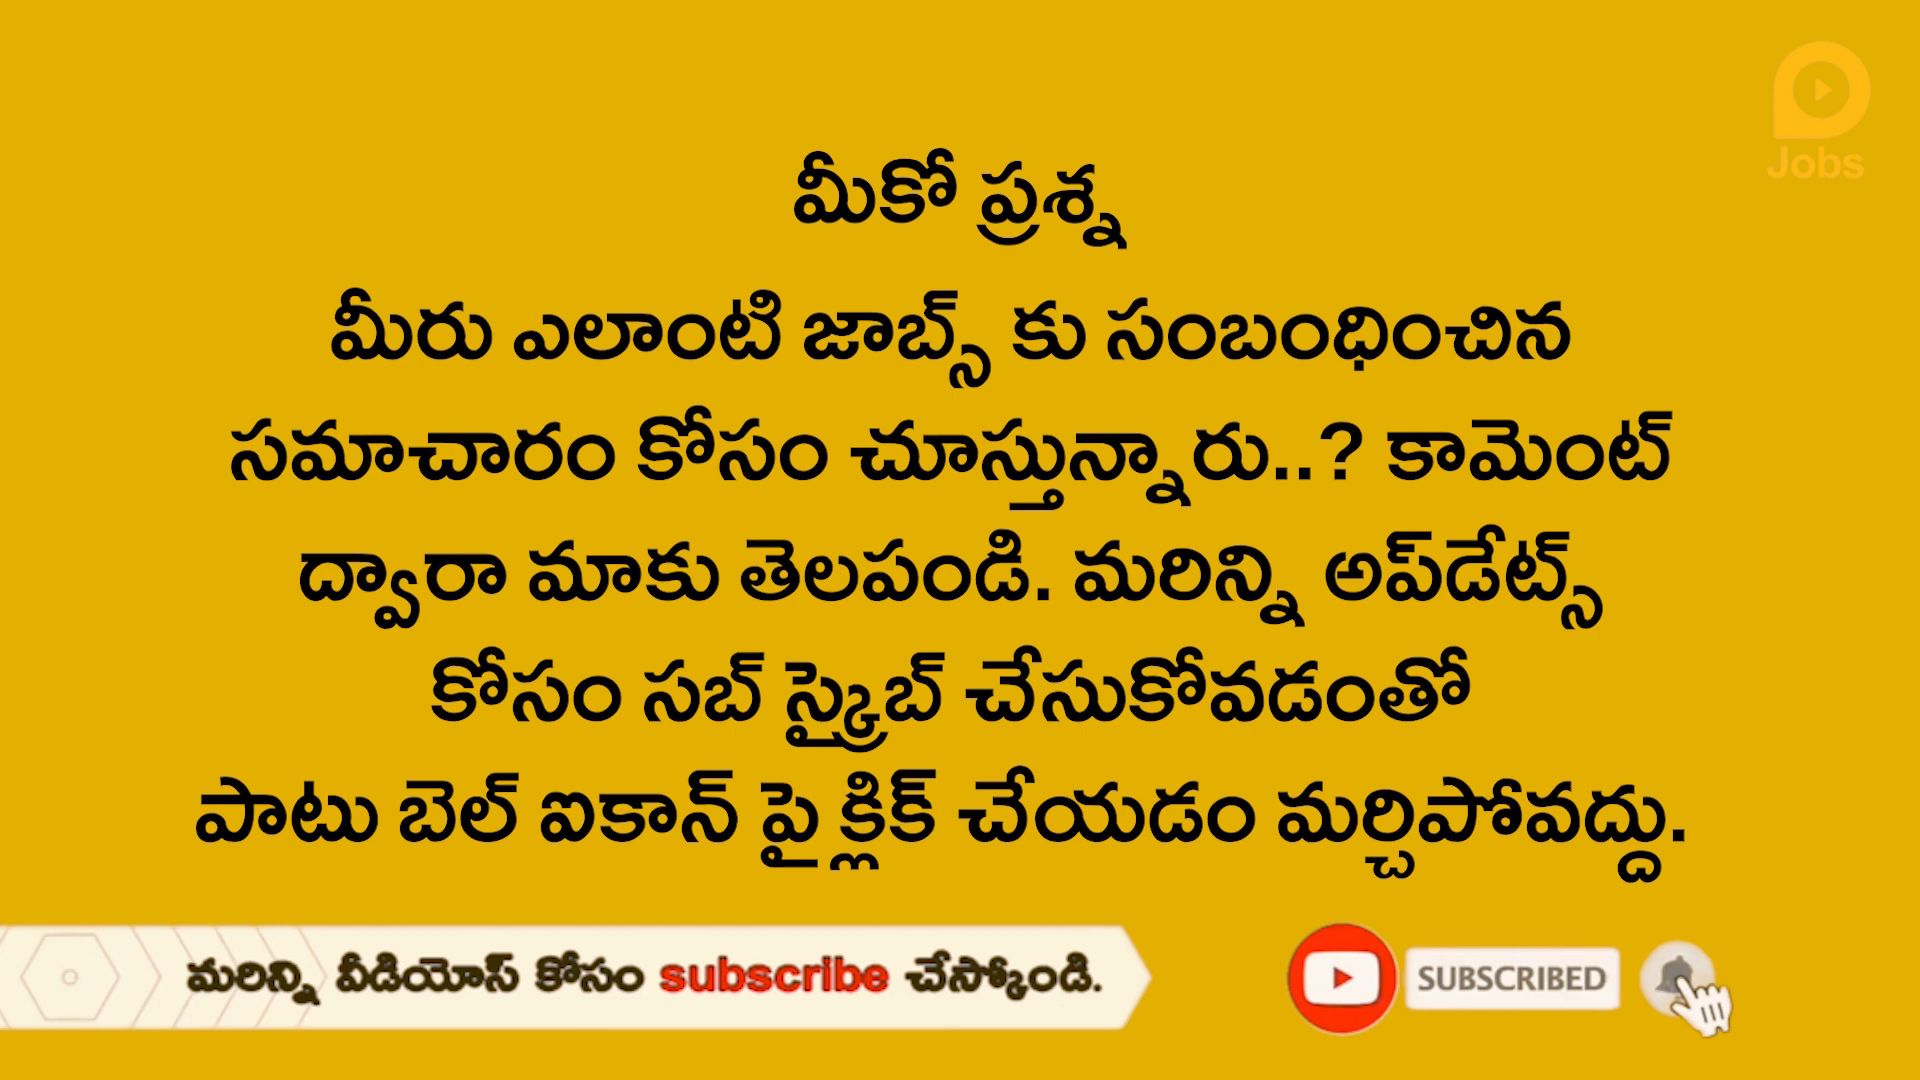 Jobs
మీకో ప్రశ్న
మీరు ఎలాంటి జాబ్స్ కు సంబంధించిన
సమాచారం కోసం చూస్తున్నారు..? కామెంట్
ద్వారా మాకు తెలపండి. మరిన్ని అప్‌డేట్స్
కోసం సబ్ స్క్రైబ్ చేసుకోవడంతో
పాటు బెల్ ఐకాన్ పై క్లిక్ చేయడం మర్చిపోవద్దు.
మరిన్ని వీడియోస్ కోసం subscribe చేస్కోండి.
SUBSCRIBED